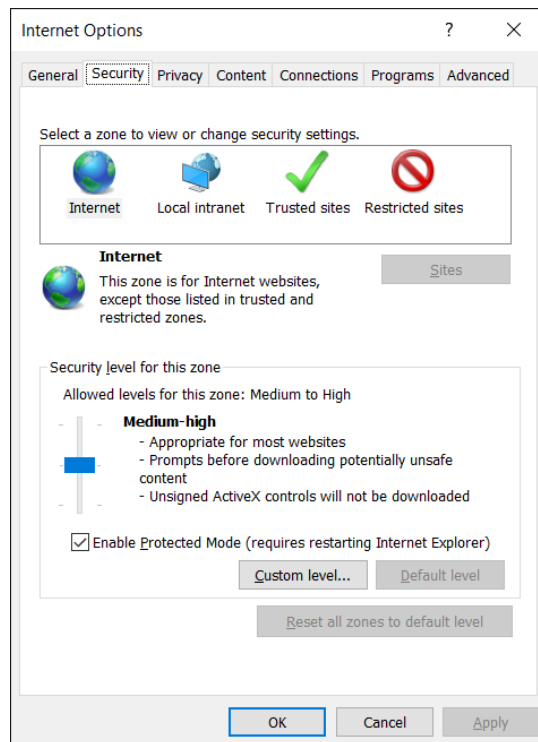 Internet Options
?
General Security Privacy Content Connections Programs Advanced
Select a zone to view or change security settings.
Internet Local intranet Trusted sites Restricted sites
Internet
Sites
This zone is for Internet websites,
except those listed in trusted and
restricted zones.
Security level for this zone
Allowed levels for this zone: Medium to High
Medium-high
- Appropriate for most websites
- Prompts before downloading potentially unsafe
content
- Unsigned ActiveX controls will not be downloaded
Enable Protected Mode (requires restarting Internet Explorer)
Custom level... Default level
Reset all zones to default level
OK Cancel Apply